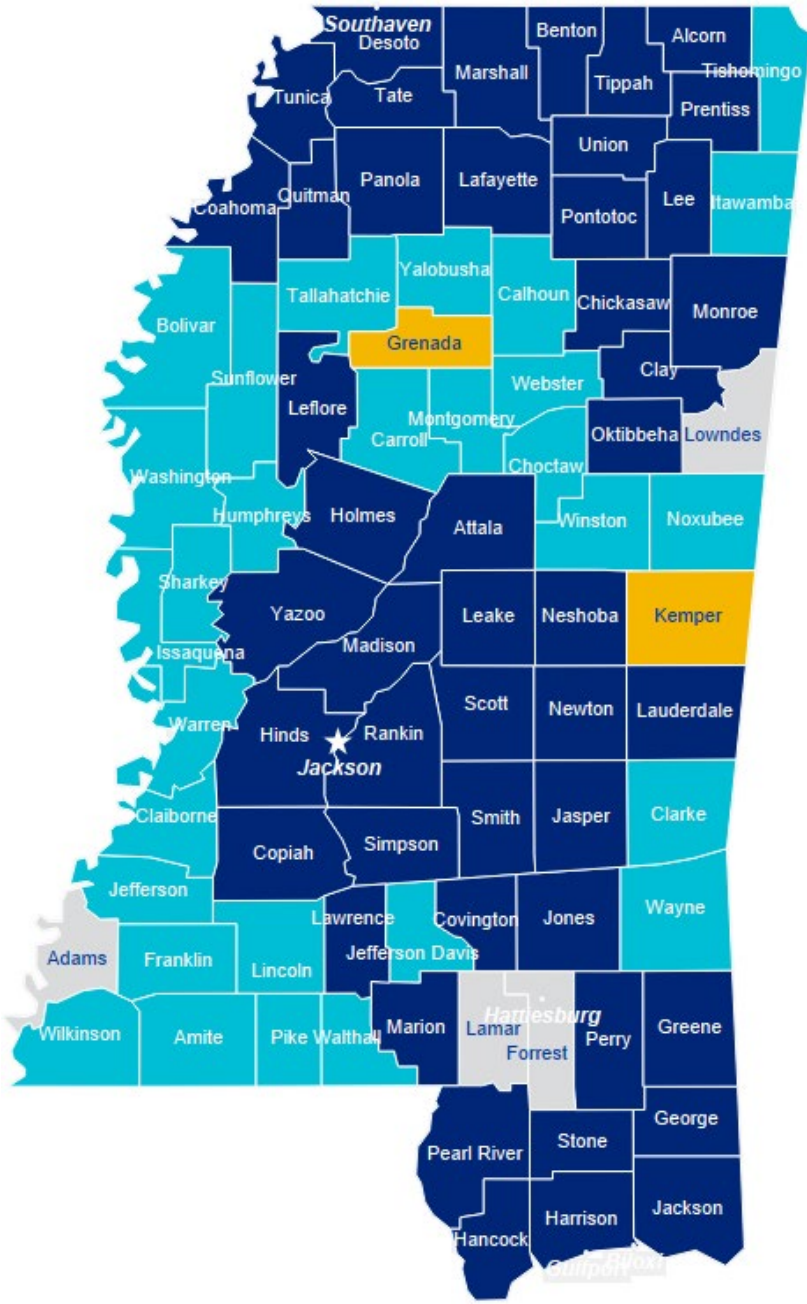 Southaven
Desoto
Benton
Alcorn
Marshall
Tippah
Tishomingo
Tunica
Tate
Prentiss
Union
Panola
Lafayette
Quitman
Coahoma
Pontotoc
Lee
Itawamba
Yalobusha
Tallahatchie
Calhoun
Chickasaw
Monroe
Bolivar
Grenada
Sunflower
Webster
Clay
Leflore
Montgomery
Carroll
Oktibbeha
Lowndes
Choctaw
Washington
Humphreys
Holmes
Attala
Winston
Noxubee
Sharkey
Yazoo
Leake
Neshoba
Kemper
Madison
Issaquena
Scott
Newton
Lauderdale
Warren
Hinds
Rankin
Jackson
Claiborne
Smith
Jasper
Clarke
Copiah
Simpson
Jefferson
Lawrence
Covington
Jones
Wayne
Jefferson Davis
Adams
Franklin
Lincoln
Hattiesburg
Wilkinson
Amite
Pike
Walthall
Marion
Lamar
Forrest
Perry
Greene
George
Pearl River
Stone
Jackson
Harrison
Hancock
Gulfport
Biloxi